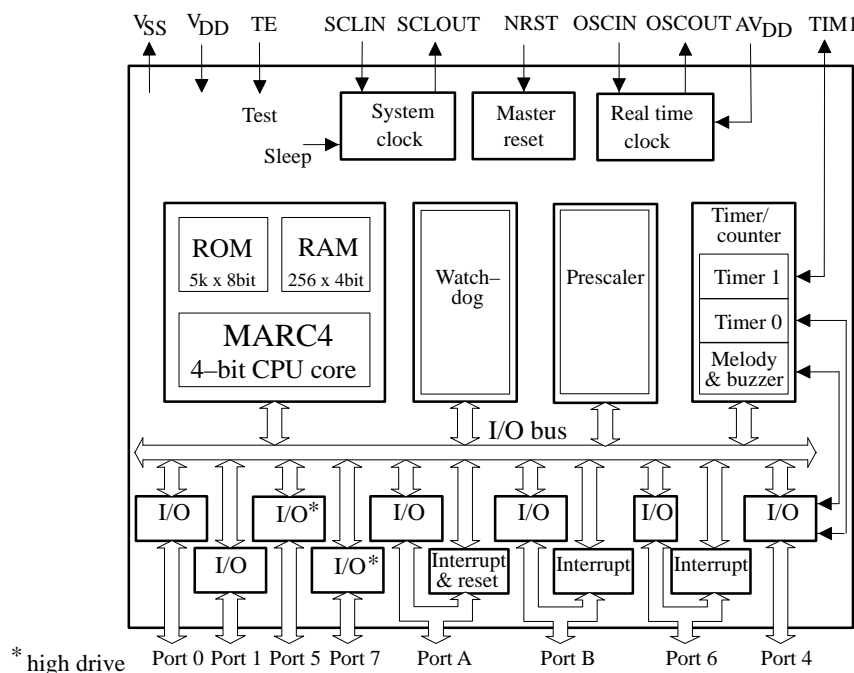 VSS VDD TE SCLIN SCLOUT NRST OSCIN OSCOUT AVDD TIM1
Test
Sleep
System
clock
Master
reset
Real time
clock
ROM
5k x 8bit
RAM
256 x 4bit
MARC4
4–bit CPU core
Watch–
dog
Prescaler
Timer/
counter
Timer 1
Timer 0
Melody
& buzzer
I/O bus
I/O
I/O
I/O*
I/O*
I/O
Interrupt
& reset
I/O
Interrupt
I/O
Interrupt
I/O
* high drive
Port 0 Port 1 Port 5 Port 7 Port A Port B Port 6 Port 4